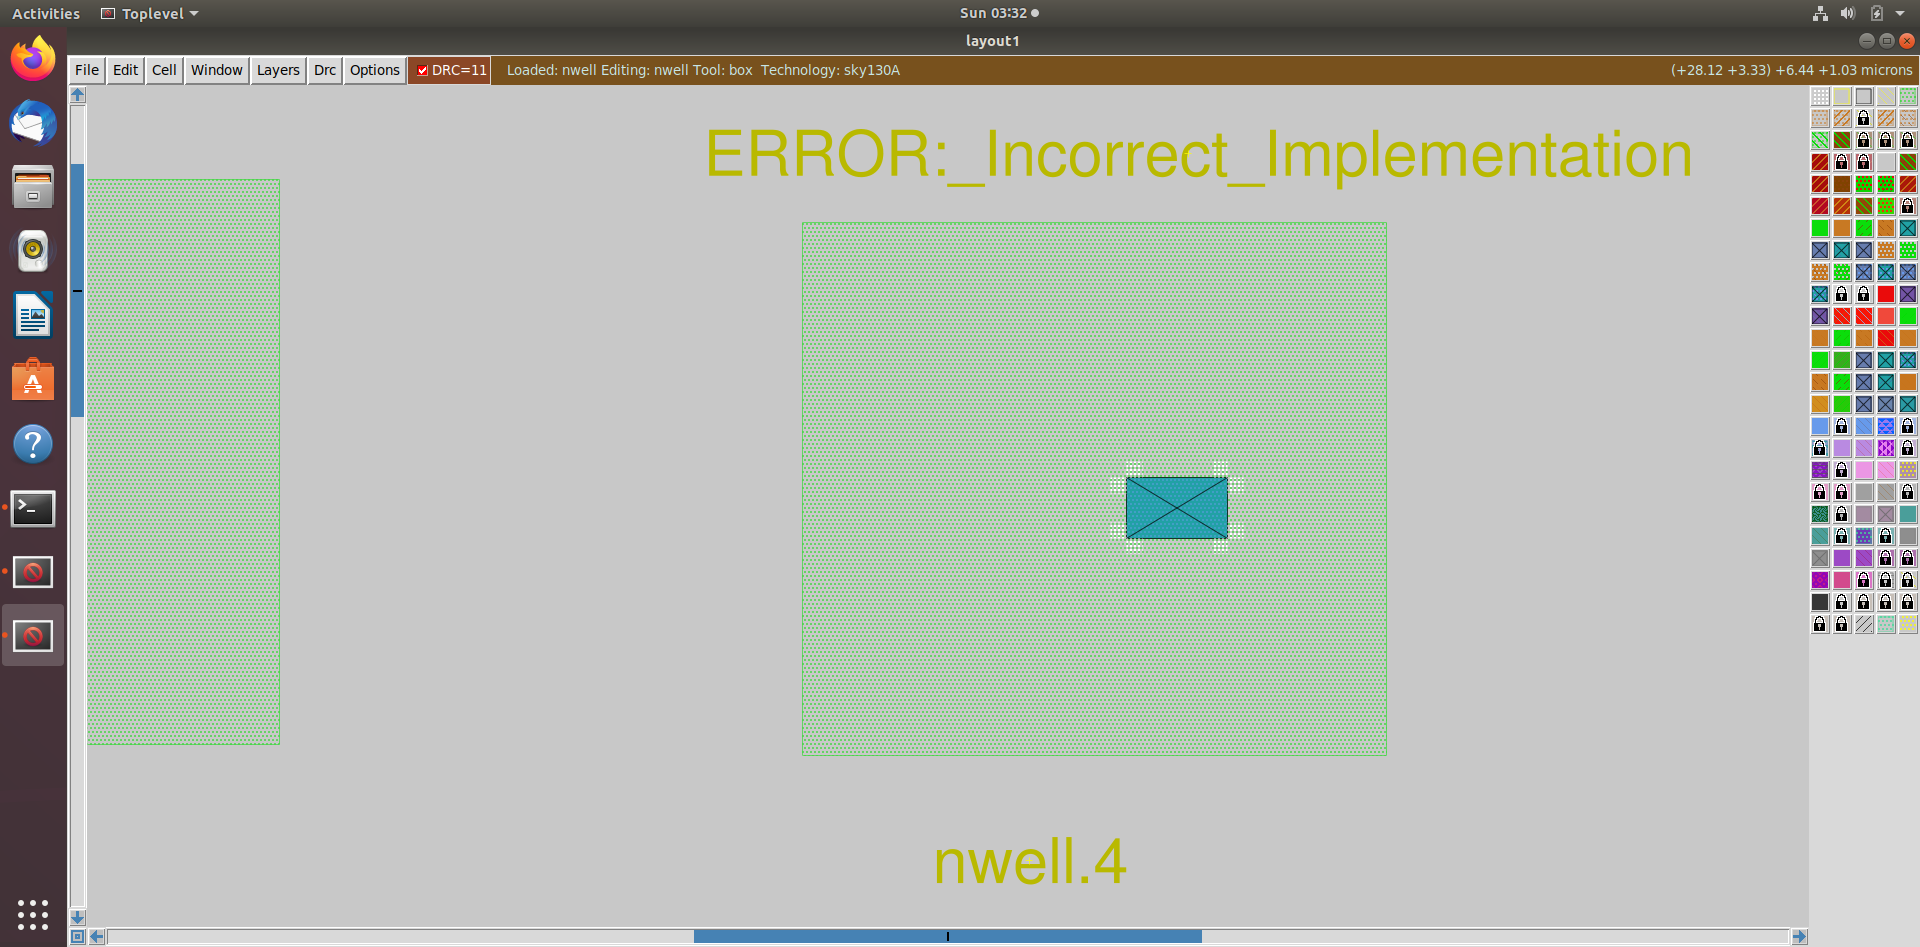 Activities Toplevel Sun 03:32
layout1
File Edit Cell Window Layers Drc Options DRC=11 Loaded: nwell Editing: nwell Tool: box Technology: sky130A (+28.12 +3.33) +6.44 +1.03 microns
ERROR:_Incorrect_Implementation
nwell.4